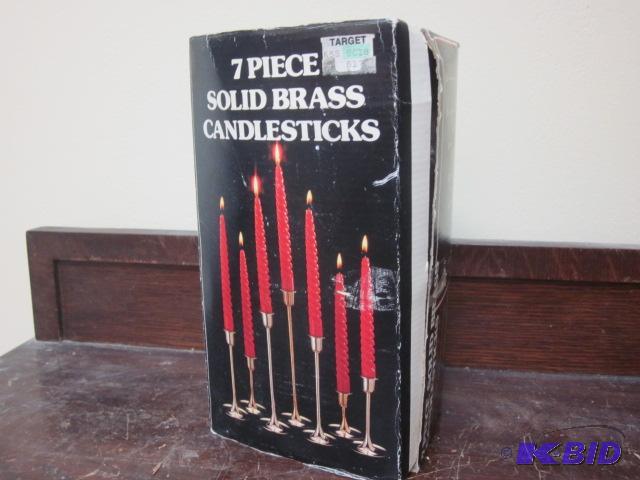 TARGET
7 PIECE
SOLID BRASS
CANDLESTICKS
© K-BID